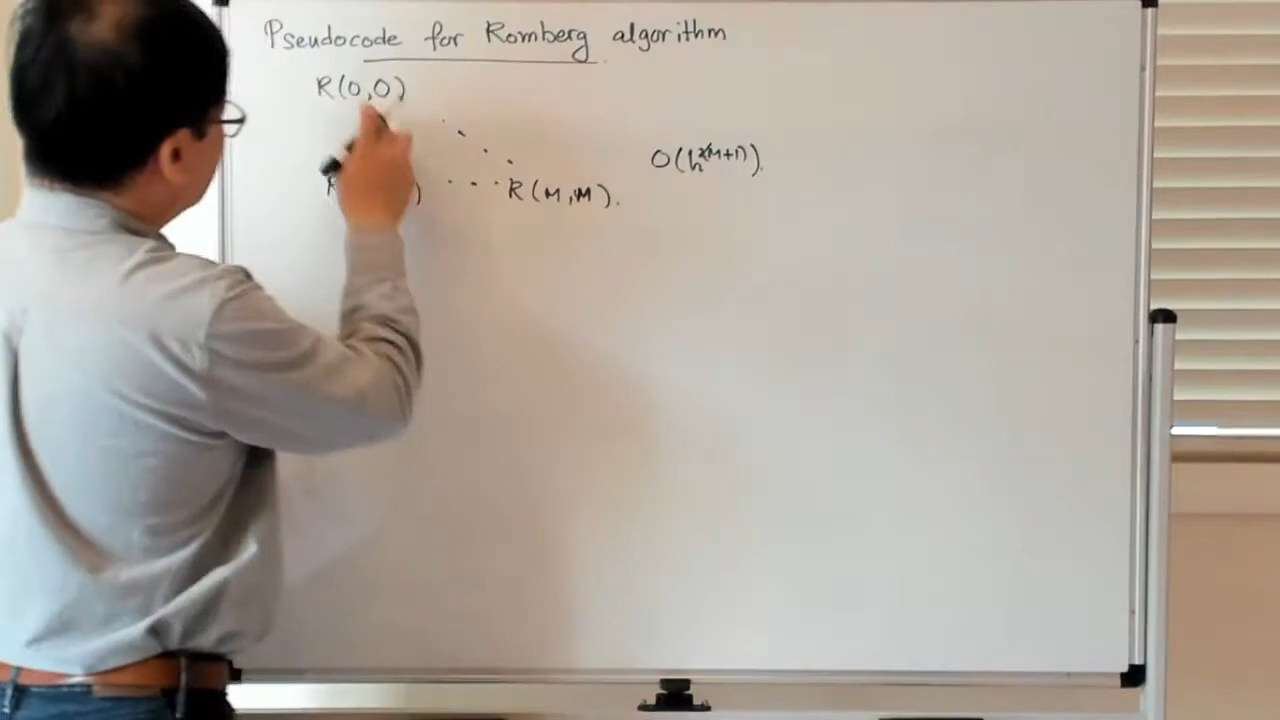 Pseudocode for Romberg algorithm
R(0,0)
O(h^2(M+1)).
R ) ... R(M,M).